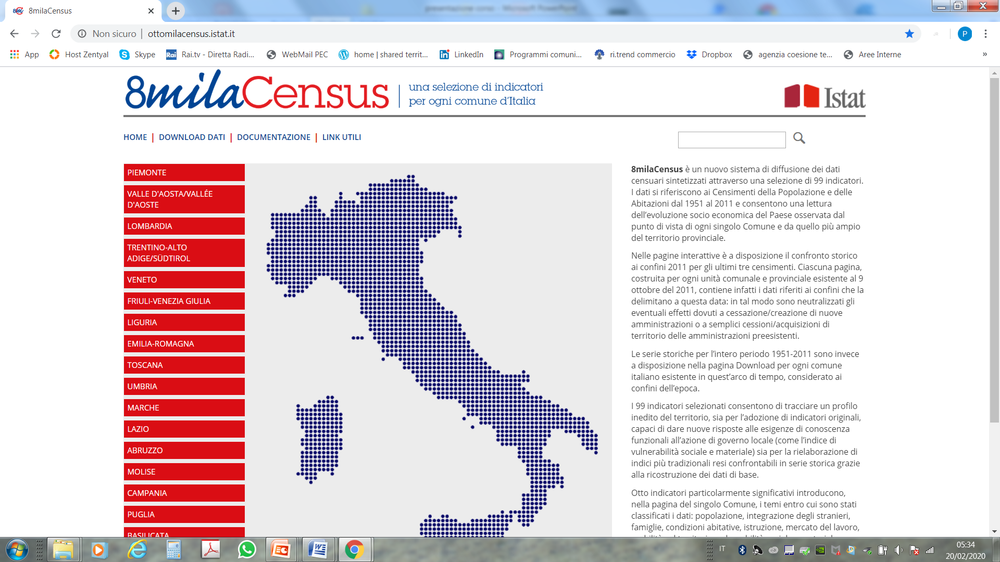 8milaCensus
Non sicuro | ottomilacensus.istat.it
App
Host Zentyal
Skype
Rai.tv - Diretta Radi...
WebMail PEC
home | shared territ...
LinkedIn
Programmi comuni...
ri.trend commercio
Dropbox
agenzia coesione te...
Aree Interne
»
8milaCensus
una selezione di indicatori
per ogni comune d'Italia
Istat
HOME | DOWNLOAD DATI | DOCUMENTAZIONE | LINK UTILI
PIEMONTE
VALLE D'AOSTA/VALLÉE
D'AOSTE
LOMBARDIA
TRENTINO-ALTO
ADIGE/SÜDTIROL
VENETO
FRIULI-VENEZIA GIULIA
LIGURIA
EMILIA-ROMAGNA
TOSCANA
UMBRIA
MARCHE
LAZIO
ABRUZZO
MOLISE
CAMPANIA
PUGLIA
BASILICATA
8milaCensus è un nuovo sistema di diffusione dei dati
censuari sintetizzati attraverso una selezione di 99 indicatori.
I dati si riferiscono ai Censimenti della Popolazione e delle
Abitazioni dal 1951 al 2011 e consentono una lettura
dell'evoluzione socio economica del Paese osservata dal
punto di vista di ogni singolo Comune e da quello più ampio
del territorio provinciale.
Nelle pagine interattive è a disposizione il confronto storico
ai confini 2011 per gli ultimi tre censimenti. Ciascuna pagina,
costruita per ogni unità comunale e provinciale esistente al 9
ottobre del 2011, contiene infatti i dati riferiti ai confini che la
delimitano a questa data: in tal modo sono neutralizzati gli
eventuali effetti dovuti a cessazione/creazione di nuove
amministrazioni o a semplici cessioni/acquisizioni di
territorio delle amministrazioni preesistenti.
Le serie storiche per l'intero periodo 1951-2011 sono invece
a disposizione nella pagina Download per ogni comune
italiano esistente in quest'arco di tempo, considerato ai
confini dell'epoca.
I 99 indicatori selezionati consentono di tracciare un profilo
inedito del territorio, sia per l'adozione di indicatori originali,
capaci di dare nuove risposte alle esigenze di conoscenza
funzionali all'azione di governo locale (come l'indice di
vulnerabilità sociale e materiale) sia per la rielaborazione di
indici più tradizionali resi confrontabili in serie storica grazie
alla ricostruzione dei dati di base.
Otto indicatori particolarmente significativi introducono,
nella pagina del singolo Comune, i temi entro cui sono stati
classificati i dati: popolazione, integrazione degli stranieri,
famiglie, condizioni abitative, istruzione, mercato del lavoro,
IT
05:34
20/02/2020